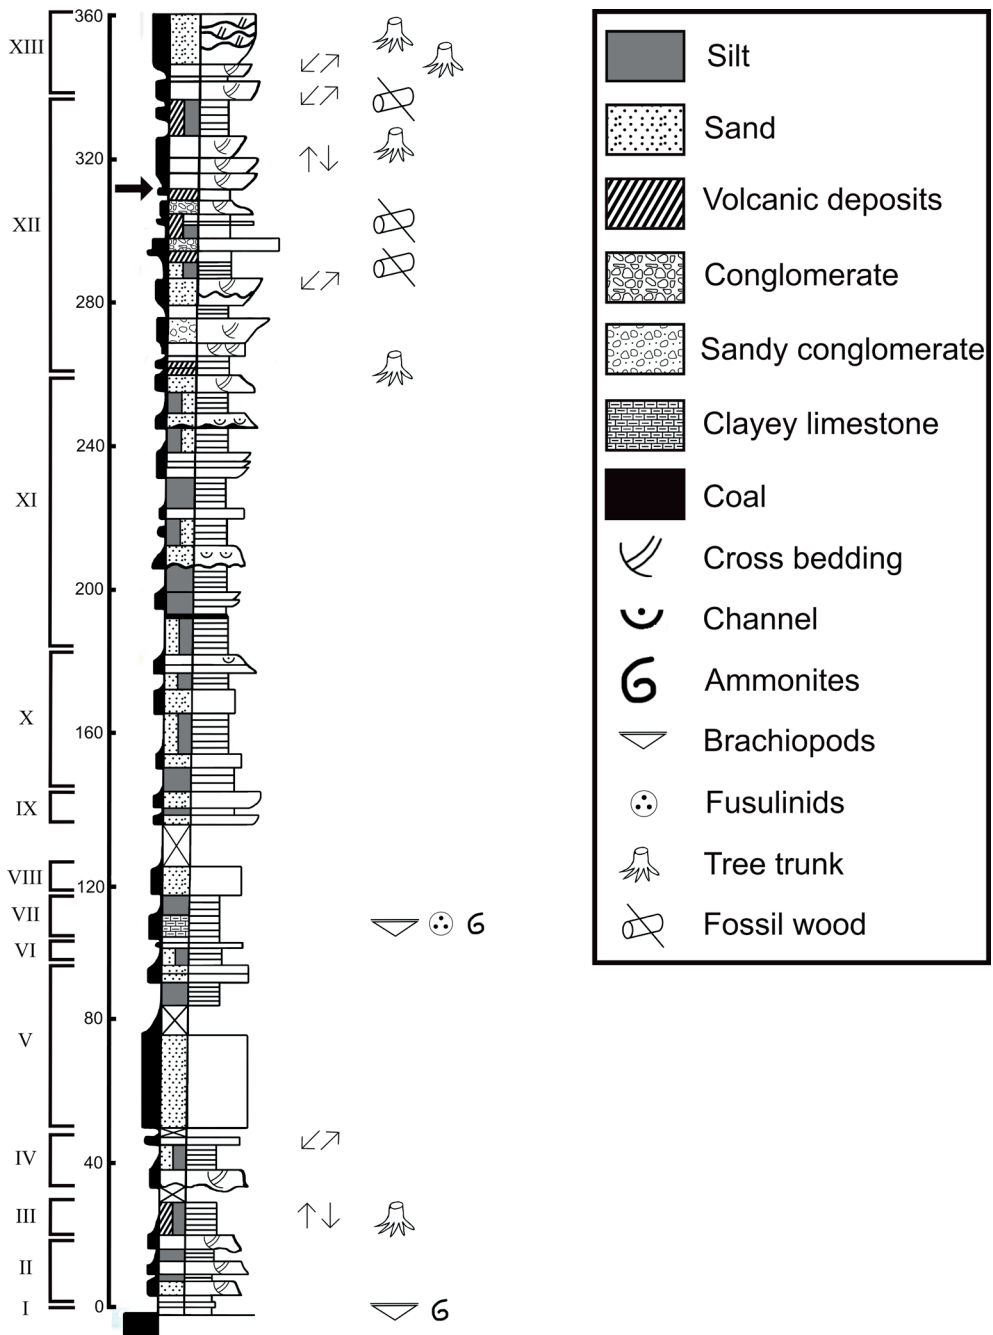 XIII
XII
XI
X
IX
VIII
VII
VI
V
IV
III
II
I
360
320
280
240
200
160
120
80
40
0
Silt
Sand
Volcanic deposits
Conglomerate
Sandy conglomerate
Clayey limestone
Coal
Cross bedding
Channel
Ammonites
Brachiopods
Fusulinids
Tree trunk
Fossil wood